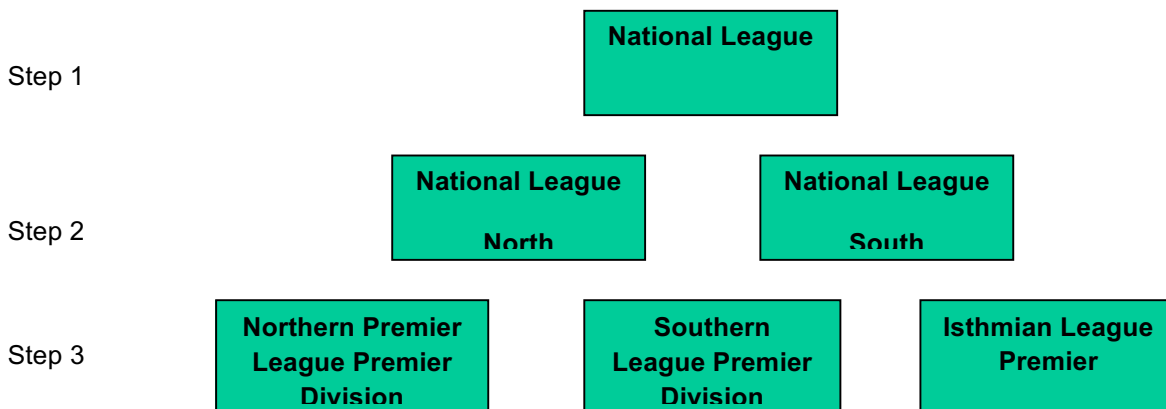 National League
Step 1
National League
North
National League
South
Step 2
Northern Premier
League Premier
Division
Southern
League Premier
Division
Isthmian League
Premier
Step 3